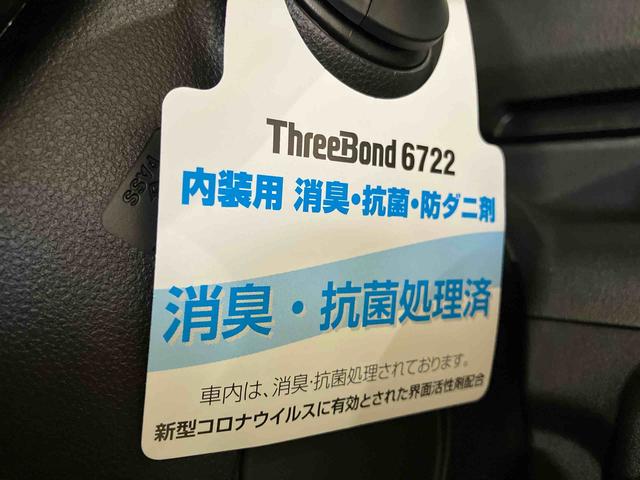 ThreeBond 6722
内装用 消臭・抗菌・防ダニ剤
消臭・抗菌処理済
車内は、消臭・抗菌処理されております。
新型コロナウイルスに有効とされた界面活性剤配合